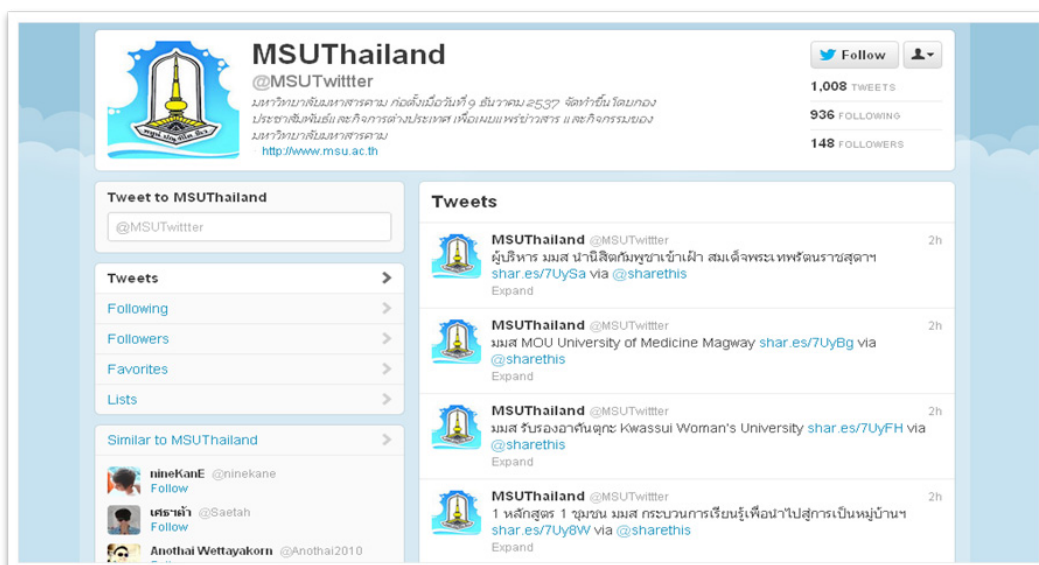 MSUThailand
@MSUTwittter
มหาวิทยาลัยมหาสารคาม ก่อตั้งเมื่อวันที่ 9 ธันวาคม 2537 จัดทำขึ้นโดยกอง
ประชาสัมพันธ์และกิจการต่างประเทศ เพื่อเผยแพร่ข่าวสาร และกิจกรรมของ
มหาวิทยาลัยมหาสารคาม
http://www.msu.ac.th
Follow
1,008 TWEETS
936 FOLLOWING
148 FOLLOWERS
Tweet to MSUThailand
@MSUTwittter
Tweets
Following
Followers
Favorites
Lists
Similar to MSUThailand
nineKanE @ninekane
Follow
เศรษฐา @Saetah
Follow
Anothai Wettayakorn @Anothai2010
Tweets
MSUThailand @MSUTwittter 2h
ผู้บริหาร มมส นำนิสิตกัมพูชาเข้าเฝ้า สมเด็จพระเทพรัตนราชสุดาฯ
shar.es/7UySa via @sharethis
Expand
MSUThailand @MSUTwittter 2h
มมส MOU University of Medicine Magway shar.es/7UyBg via
@sharethis
Expand
MSUThailand @MSUTwittter 2h
มมส รับรองอาคันตุกะ Kwassui Woman's University shar.es/7UyFH via
@sharethis
Expand
MSUThailand @MSUTwittter 2h
1 หลักสูตร 1 ชุมชน มมส กระบวนการเรียนรู้เพื่อนำไปสู่การเป็นหมู่บ้านฯ
shar.es/7Uy8W via @sharethis
Expand